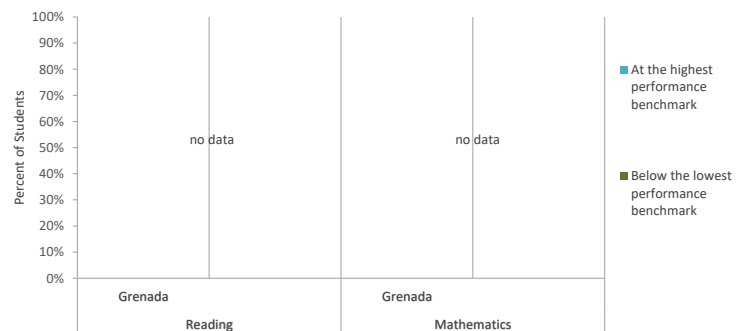 Percent of Students
100%
90%
80%
70%
60%
50%
40%
30%
20%
10%
0%
no data
no data
Grenada
Grenada
Reading
Mathematics
At the highest
performance
benchmark
Below the lowest
performance
benchmark